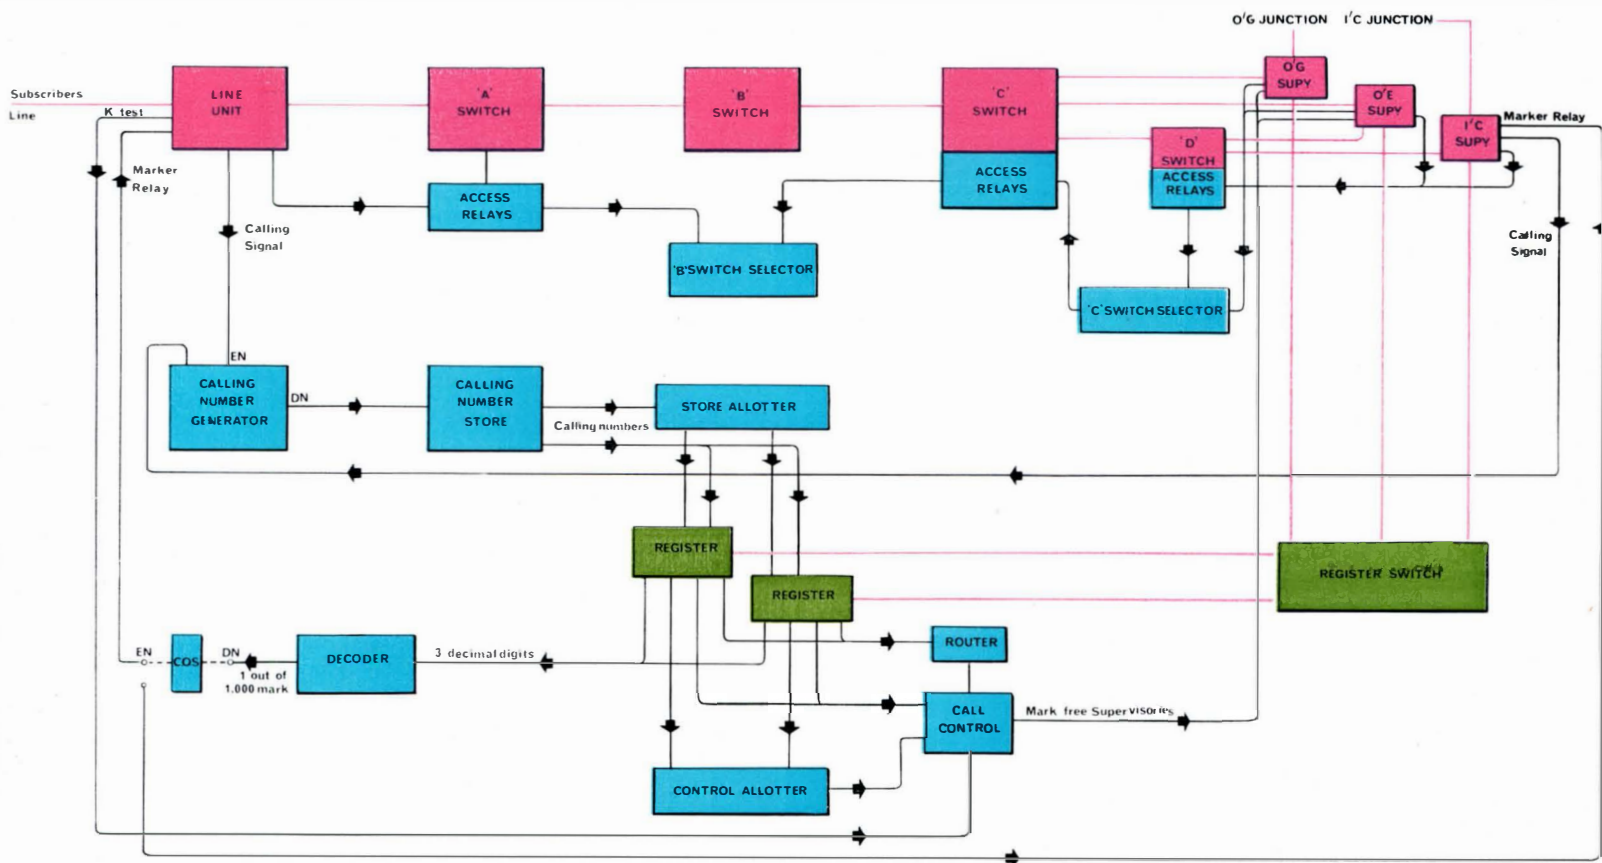 O'G JUNCTION I'C JUNCTION
Subscribers
Line
K test
LINE
UNIT
'A'
SWITCH
'B'
SWITCH
'C'
SWITCH
O'G
SUPY
O'E
SUPY
I'C
SUPY
Marker Relay
'D'
SWITCH
ACCESS
RELAYS
ACCESS
RELAYS
ACCESS
RELAYS
Marker
Relay
Calling
Signal
Calling
Signal
'B' SWITCH SELECTOR
'C' SWITCH SELECTOR
EN
CALLING
NUMBER
GENERATOR
DN
CALLING
NUMBER
STORE
STORE ALLOTTER
Calling numbers
REGISTER
REGISTER
REGISTER SWITCH
EN
COS
DN
1 out of
1.000 mark
DECODER
3 decimal digits
ROUTER
CALL
CONTROL
Mark free Supervisories
CONTROL ALLOTTER